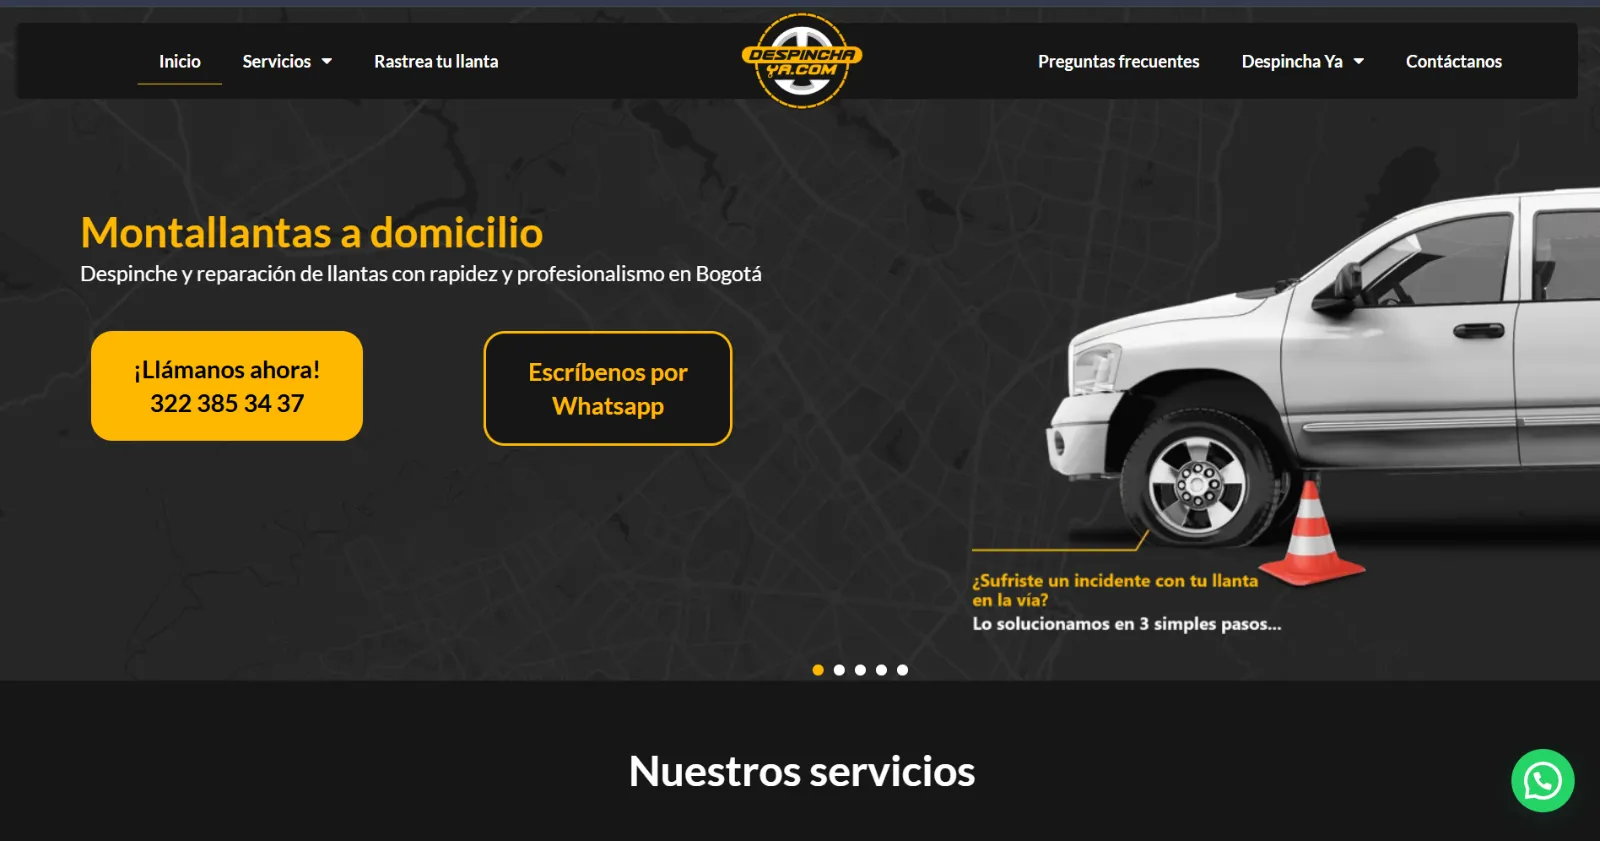 Inicio
Servicios
Rastrea tu llanta
DESPINCHA
YA.COM
Preguntas frecuentes
Despincha Ya
Contáctanos
Montallantas a domicilio
Despinche y reparación de llantas con rapidez y profesionalismo en Bogotá
¡Llámanos ahora!
322 385 34 37
Escríbenos por
Whatsapp
¿Sufriste un incidente con tu llanta
en la vía?
Lo solucionamos en 3 simples pasos...
Nuestros servicios